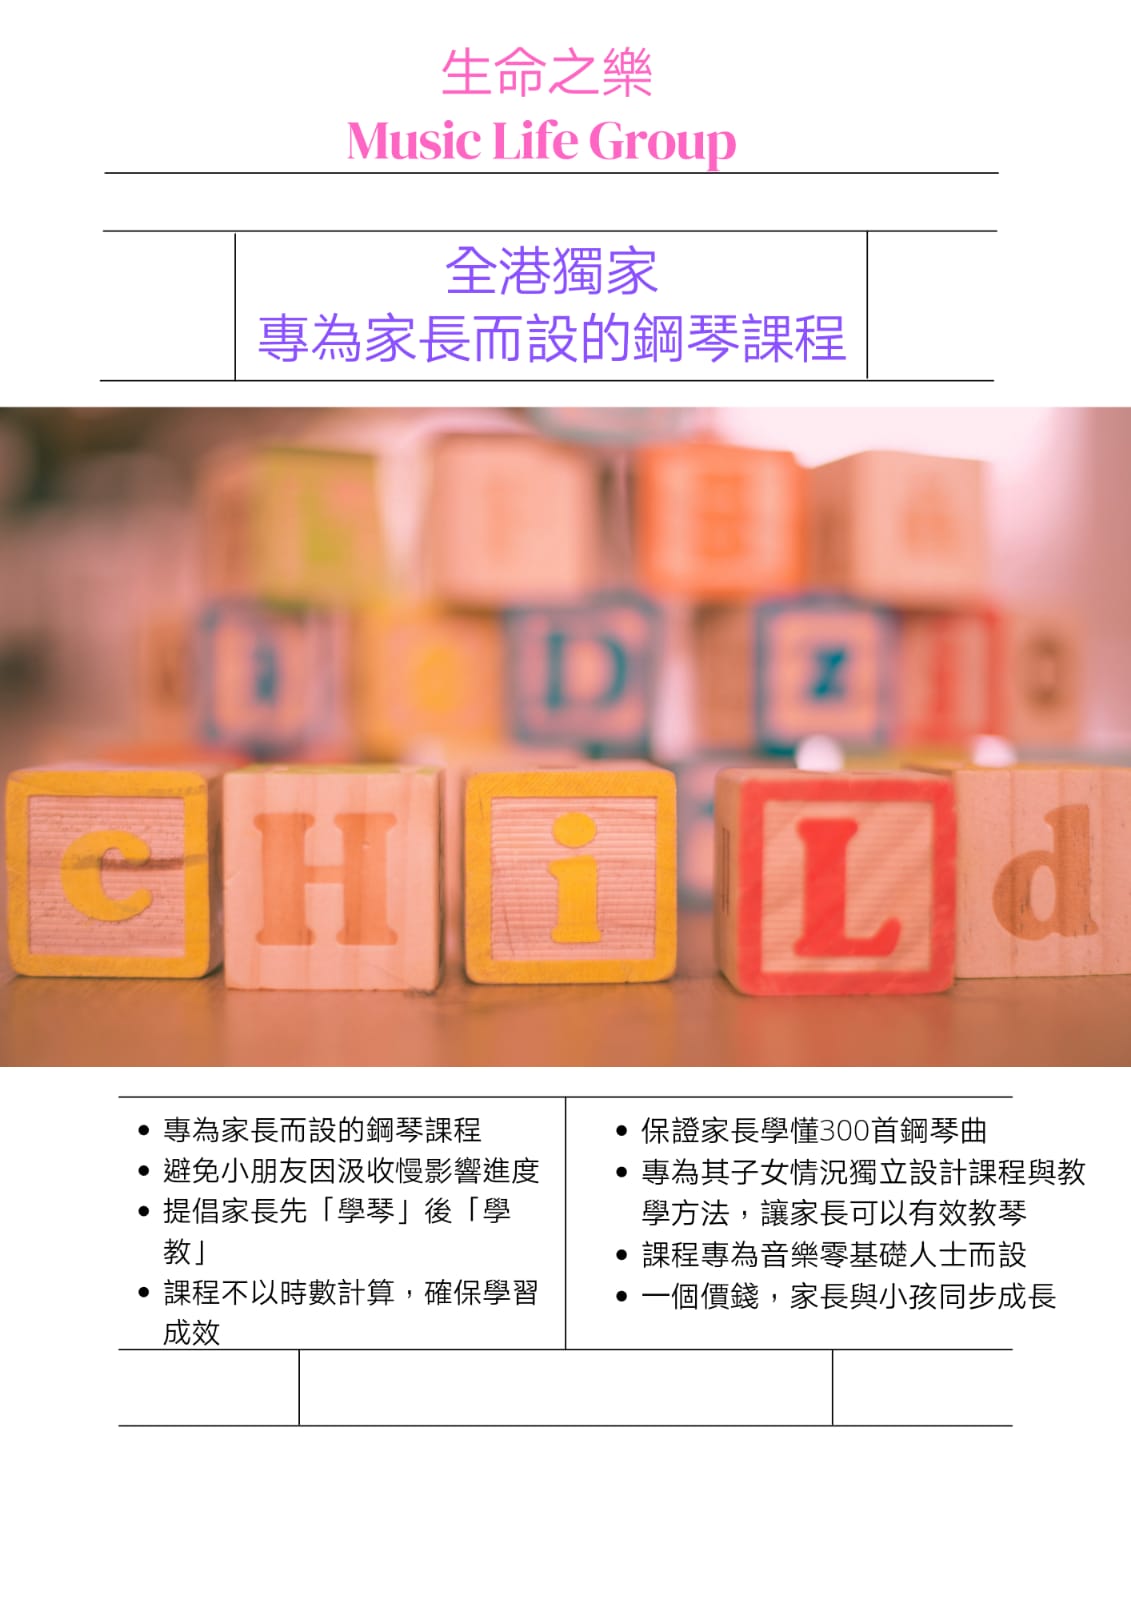 生命之樂
Music Life Group
全港獨家
專為家長而設的鋼琴課程
D
z
c H i L d
• 專為家長而設的鋼琴課程
• 避免小朋友因汲收慢影響進度
• 提倡家長先「學琴」後「學
教」
• 課程不以時數計算，確保學習
成效
• 保證家長學懂300首鋼琴曲
• 專為其子女情況獨立設計課程與教
學方法，讓家長可以有效教琴
• 課程專為音樂零基礎人士而設
• 一個價錢，家長與小孩同步成長